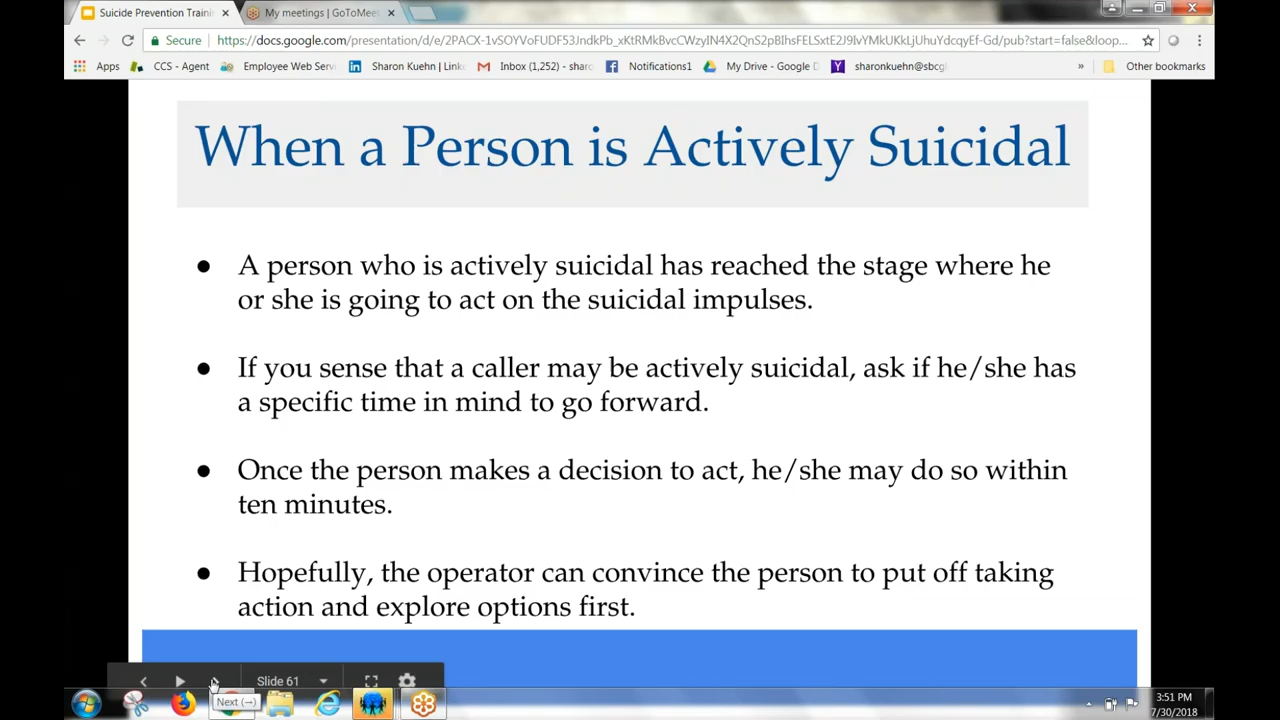 Suicide Prevention Traini
My meetings | GoToMeet
Secure
https://docs.google.com/presentation/d/e/2PACX-1vSOYVoFUDF53JndkPb_xKtRMkBvcCWzyIN4X2QnS2pBlhsFELSxtE2J9lvYMkUKkLjUhuYdcqyEf-Gd/pub?start=false&loop...
Apps
CCS - Agent
Employee Web Servi
Sharon Kuehn | Link
Inbox (1,252) - shar
Notifications1
My Drive - Google D
sharonkuehn@sbcgl
»
Other bookmarks
When a Person is Actively Suicidal
● A person who is actively suicidal has reached the stage where he
or she is going to act on the suicidal impulses.
● If you sense that a caller may be actively suicidal, ask if he/she has
a specific time in mind to go forward.
● Once the person makes a decision to act, he/she may do so within
ten minutes.
● Hopefully, the operator can convince the person to put off taking
action and explore options first.
Slide 61
Next (→)
3:51 PM
7/30/2018